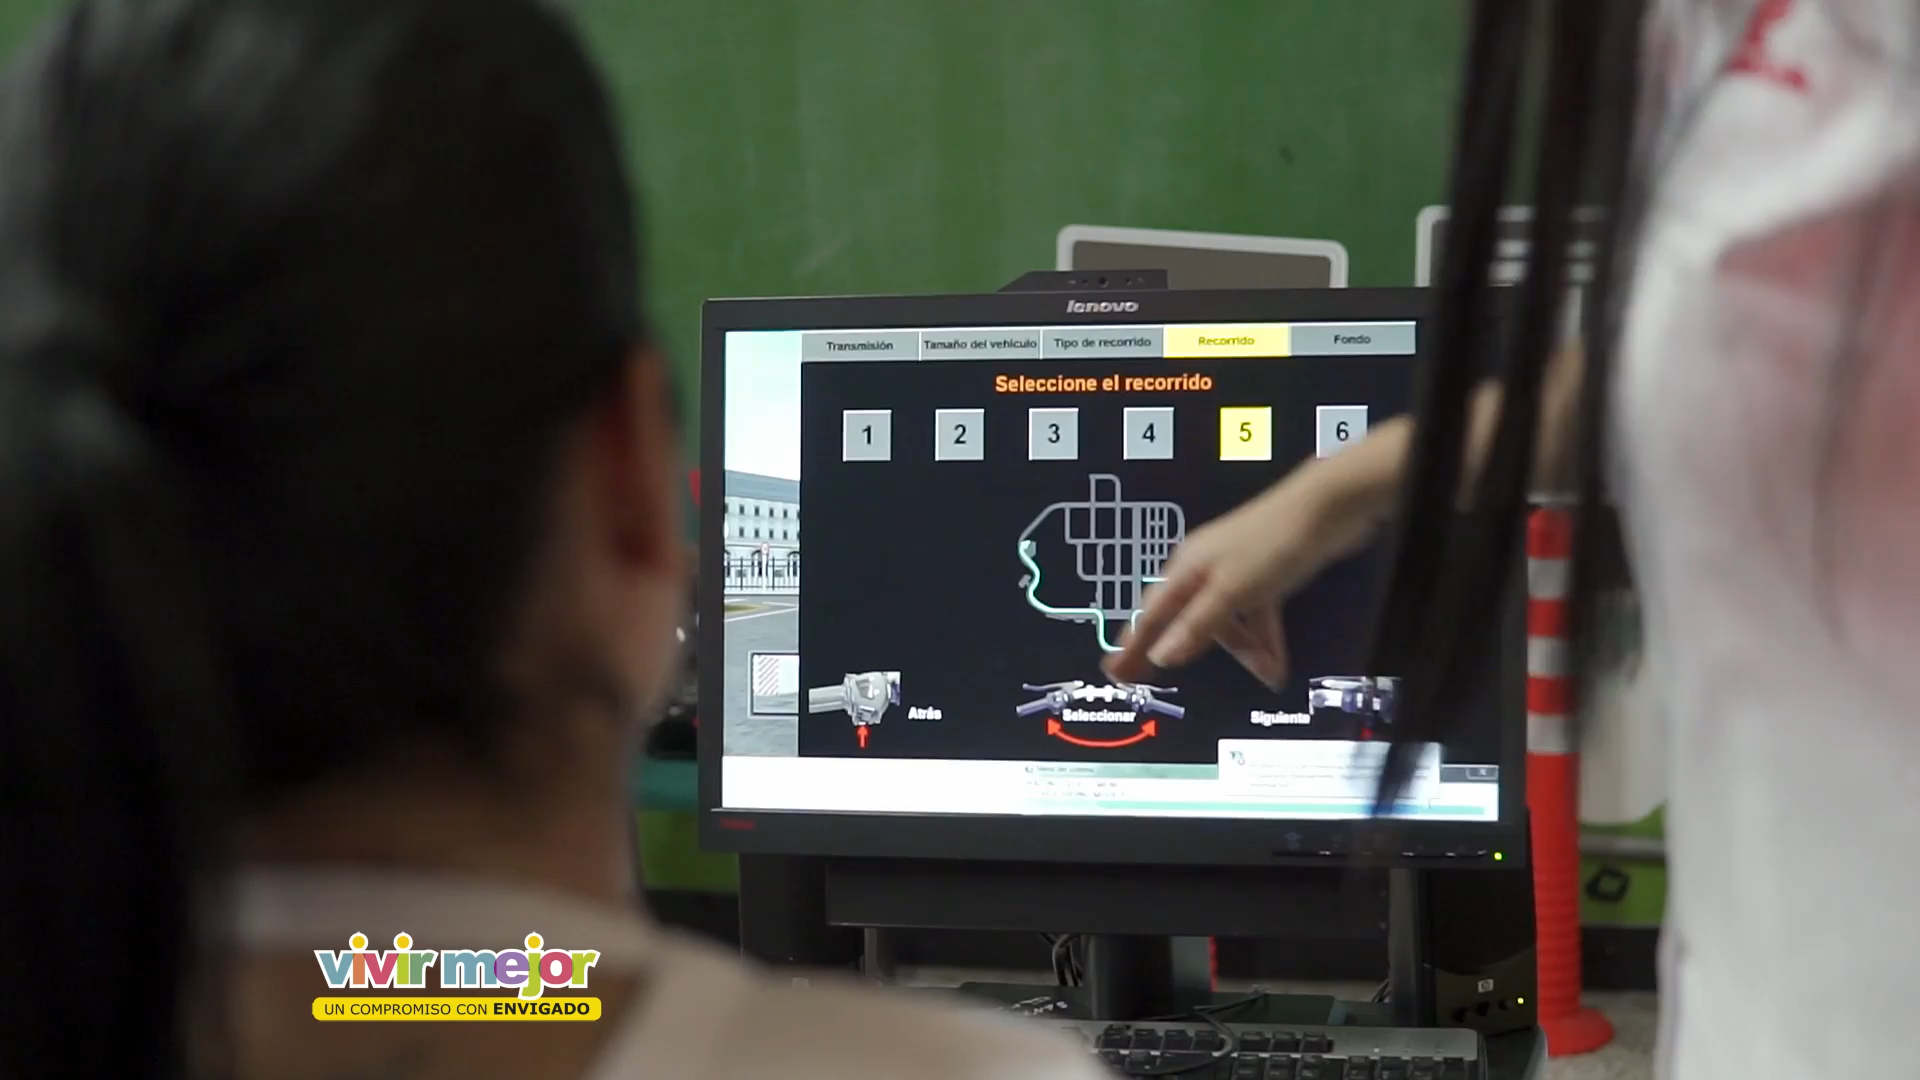 lenovo
Transmisión
Tamaño del vehiculo
Tipo de recorrido
Recorrido
Fondo
Seleccione el recorrido
1 2 3 4 5 6
Atrás
Seleccionar
Siguiente
vivir mejor
UN COMPROMISO CON ENVIGADO